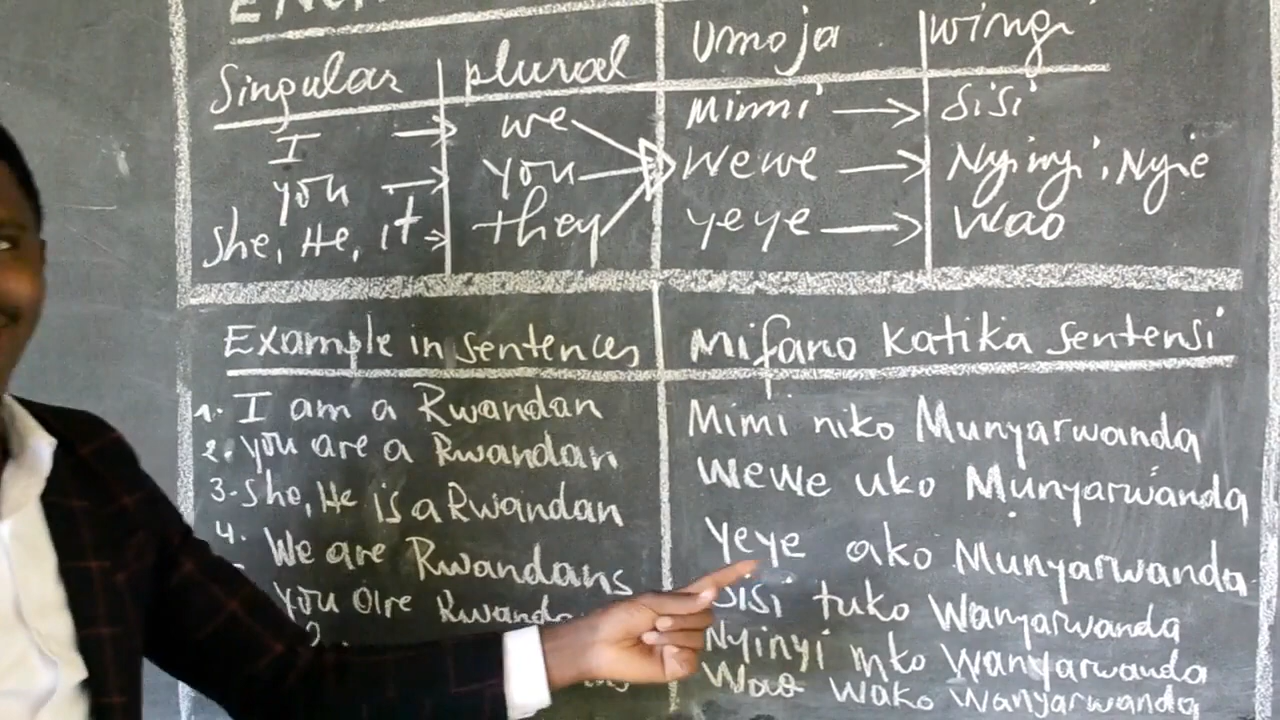 Singular plural Umoja wingi
I → we mimi → Sisi
you → you wewe → Nyinyi, Nyie
She, He, it → they yeye → wao
Example in sentences Mifano katika sentensi
1. I am a Rwandan Mimi niko Munyarwanda
2. you are a Rwandan Wewe uko Munyarwanda
3. She, He is a Rwandan Yeye ako Munyarwanda
4. We are Rwandans Sisi tuko Wanyarwanda
you are Nyinyi mko Wanyarwanda
Wao wako Wanyarwanda